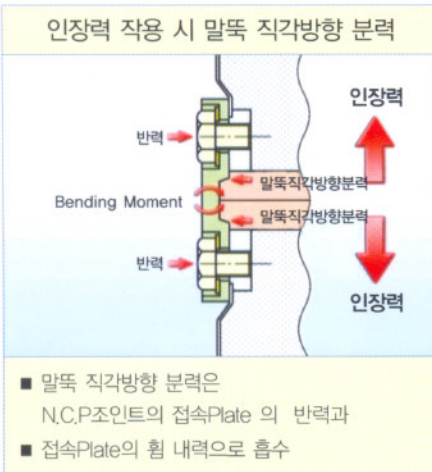 인장력 작용 시 말뚝 직각방향 분력
인장력
반력
말뚝직각방향분력
Bending Moment
말뚝직각방향분력
반력
인장력
■ 말뚝 직각방향 분력은
N.C.P조인트의 접속Plate 의 반력과
■ 접속Plate의 휨 내력으로 흡수